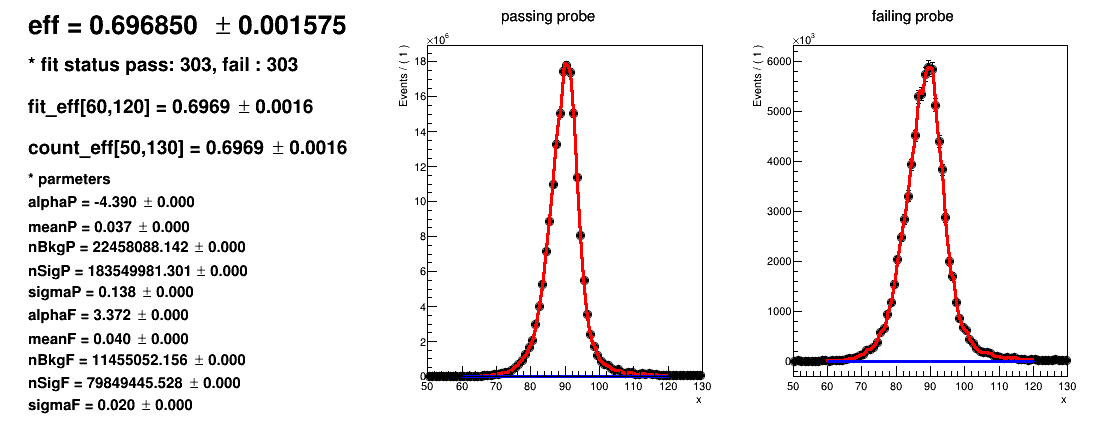 eff = 0.696850 ± 0.001575
* fit status pass: 303, fail : 303
fit_eff[60,120] = 0.6969 ± 0.0016
count_eff[50,130] = 0.6969 ± 0.0016
* parmeters
alphaP = -4.390 ± 0.000
meanP = 0.037 ± 0.000
nBkgP = 22458088.142 ± 0.000
nSigP = 183549981.301 ± 0.000
sigmaP = 0.138 ± 0.000
alphaF = 3.372 ± 0.000
meanF = 0.040 ± 0.000
nBkgF = 11455052.156 ± 0.000
nSigF = 79849445.528 ± 0.000
sigmaF = 0.020 ± 0.000
passing probe
×10⁶
Events / ( 1 )
18
16
14
12
10
8
6
4
2
0
50 60 70 80 90 100 110 120 130
x
failing probe
×10³
Events / ( 1 )
6000
5000
4000
3000
2000
1000
0
50 60 70 80 90 100 110 120 130
x